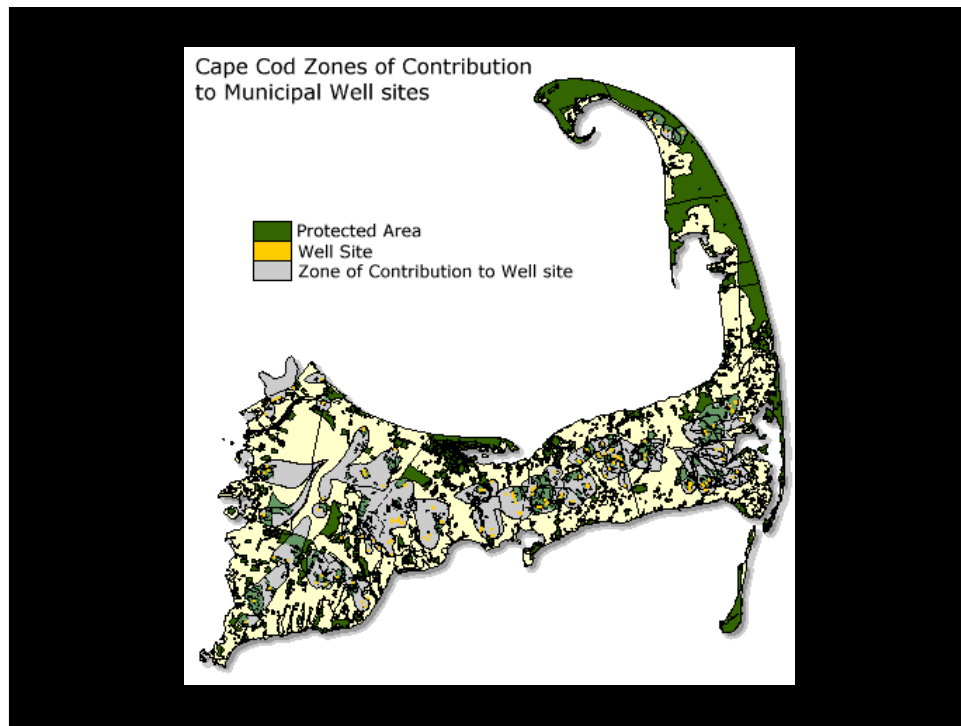 Cape Cod Zones of Contribution
to Municipal Well sites
Protected Area
Well Site
Zone of Contribution to Well site